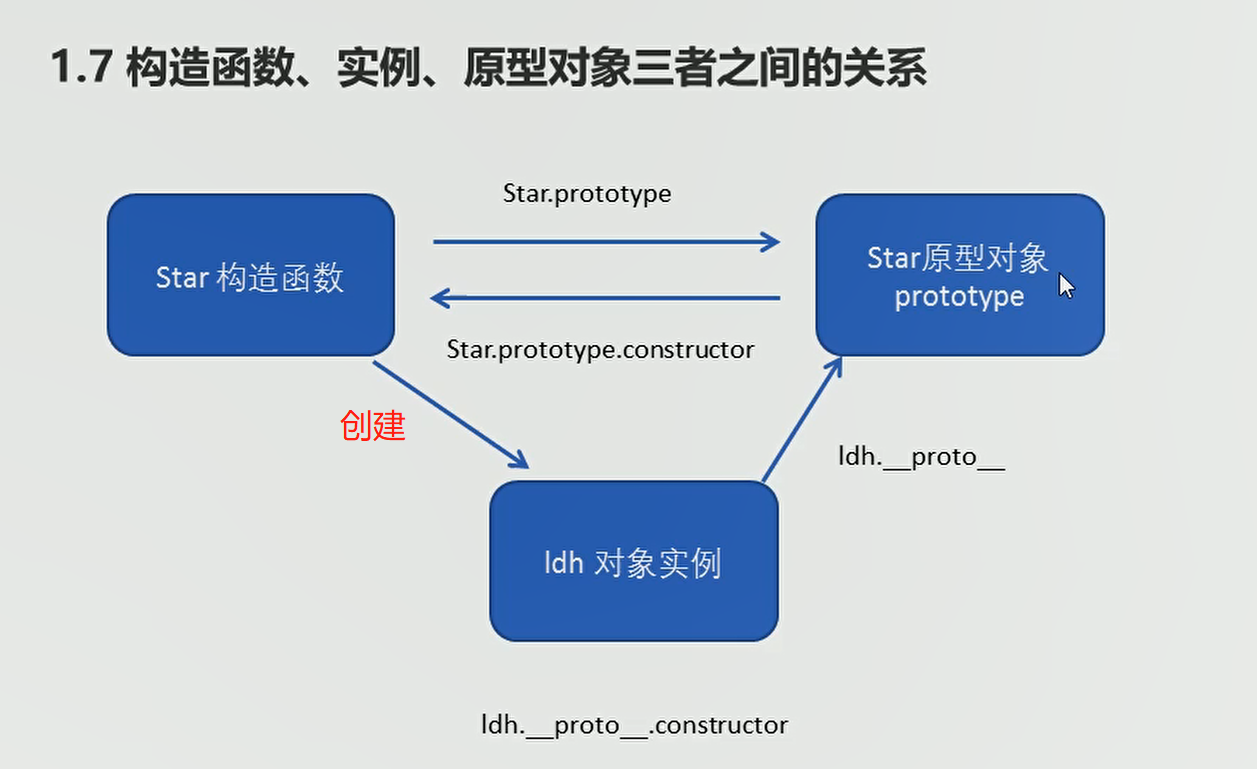 1.7 构造函数、实例、原型对象三者之间的关系
Star.prototype
Star 构造函数
Star原型对象
prototype
Star.prototype.constructor
创建
ldh.__proto__
ldh 对象实例
ldh.__proto__.constructor